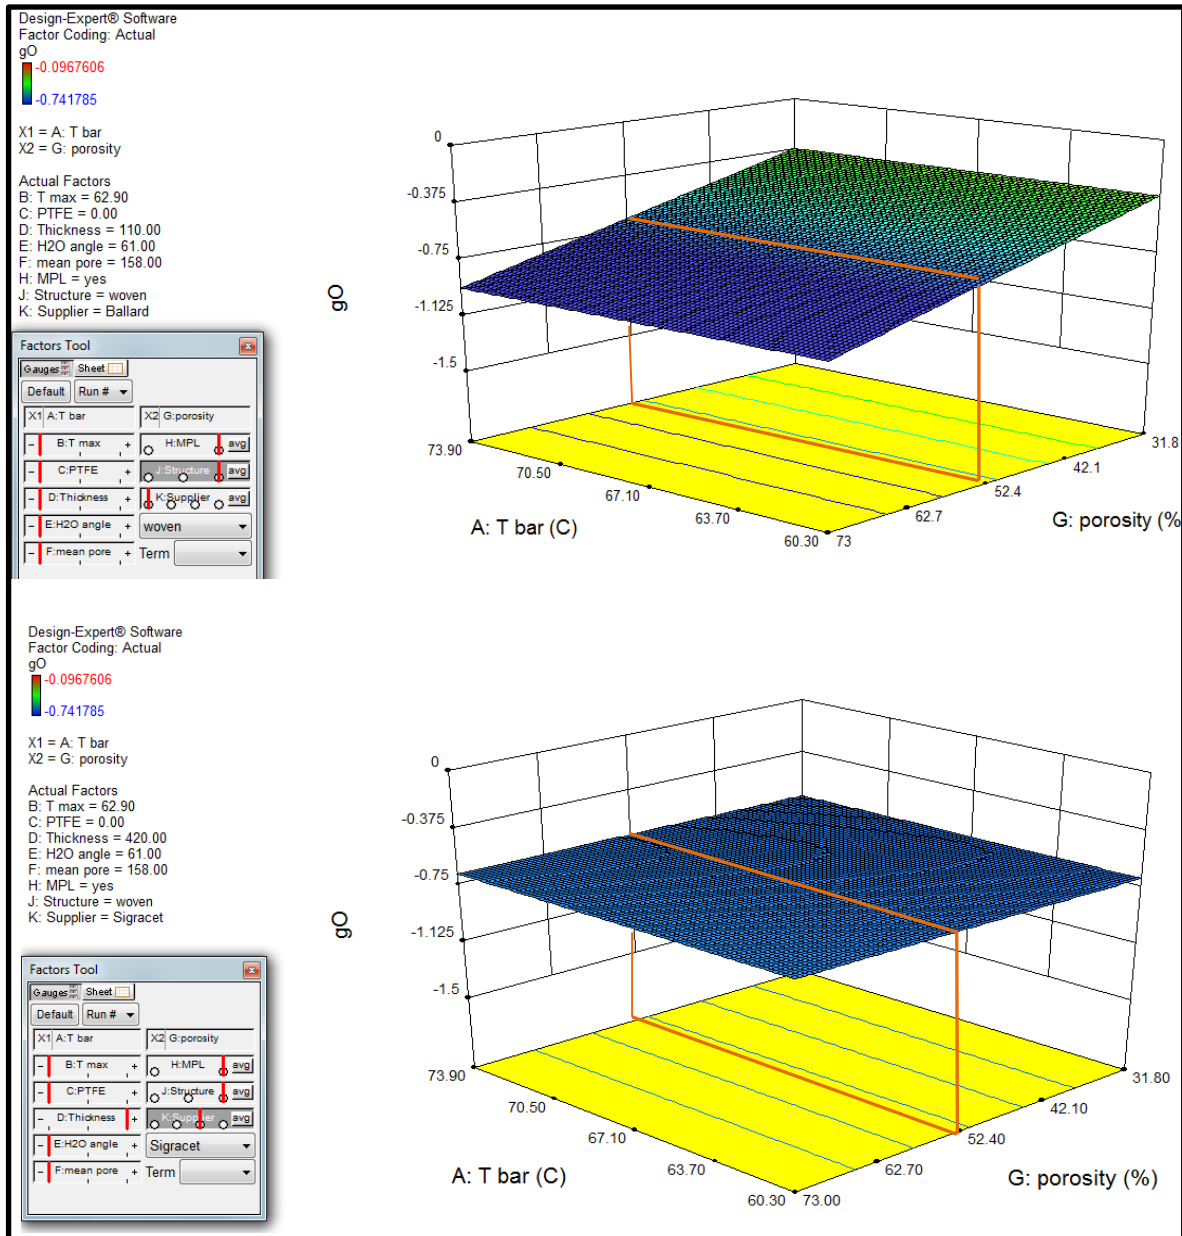 Design-Expert® Software
Factor Coding: Actual
gO
-0.0967606
-0.741785
X1 = A: T bar
X2 = G: porosity
Actual Factors
B: T max = 62.90
C: PTFE = 0.00
D: Thickness = 110.00
E: H2O angle = 61.00
F: mean pore = 158.00
H: MPL = yes
J: Structure = woven
K: Supplier = Ballard
Factors Tool
Gauges Sheet
Default Run #
X1 A:T bar X2 G:porosity
- B:T max + H:MPL avg
- C:PTFE + J:Structure avg
- D:Thickness + K:Supplier avg
- E:H2O angle + woven
- F:mean pore + Term
gO
0
-0.375
-0.75
-1.125
-1.5
73.90
70.50
67.10
63.70
60.30
A: T bar (C)
73
62.7
52.4
42.1
31.8
G: porosity (%
Design-Expert® Software
Factor Coding: Actual
gO
-0.0967606
-0.741785
X1 = A: T bar
X2 = G: porosity
Actual Factors
B: T max = 62.90
C: PTFE = 0.00
D: Thickness = 420.00
E: H2O angle = 61.00
F: mean pore = 158.00
H: MPL = yes
J: Structure = woven
K: Supplier = Sigracet
Factors Tool
Gauges Sheet
Default Run #
X1 A:T bar X2 G:porosity
- B:T max + H:MPL avg
- C:PTFE + J:Structure avg
- D:Thickness + K:Supplier avg
- E:H2O angle + Sigracet
- F:mean pore + Term
gO
0
-0.375
-0.75
-1.125
-1.5
73.90
70.50
67.10
63.70
60.30
A: T bar (C)
73.00
62.70
52.40
42.10
31.80
G: porosity (%)